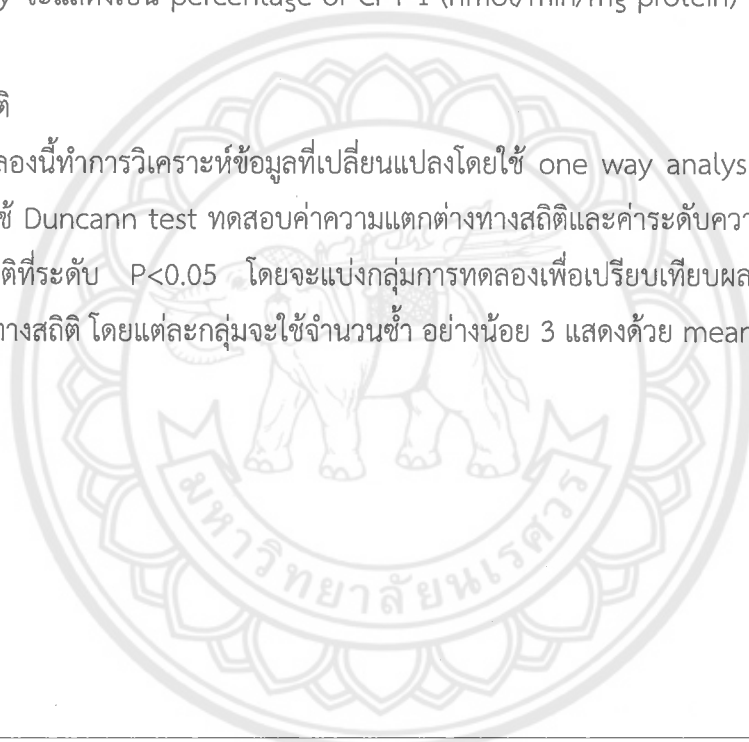 จะแสดงเป็น percentage of CPT1 (nmol/min/mg protein)
ติ
ลองนี้ทำการวิเคราะห์ข้อมูลที่เปลี่ยนแปลงโดยใช้ one way analys
ช้ Duncann test ทดสอบค่าความแตกต่างทางสถิติและค่าระดับควา
ติที่ระดับ P<0.05 โดยจะแบ่งกลุ่มการทดลองเพื่อเปรียบเทียบผล
ทางสถิติ โดยแต่ละกลุ่มจะใช้จำนวนซ้ำ อย่างน้อย 3 แสดงด้วย mear
มหาวิทยาลัยนเรศวร